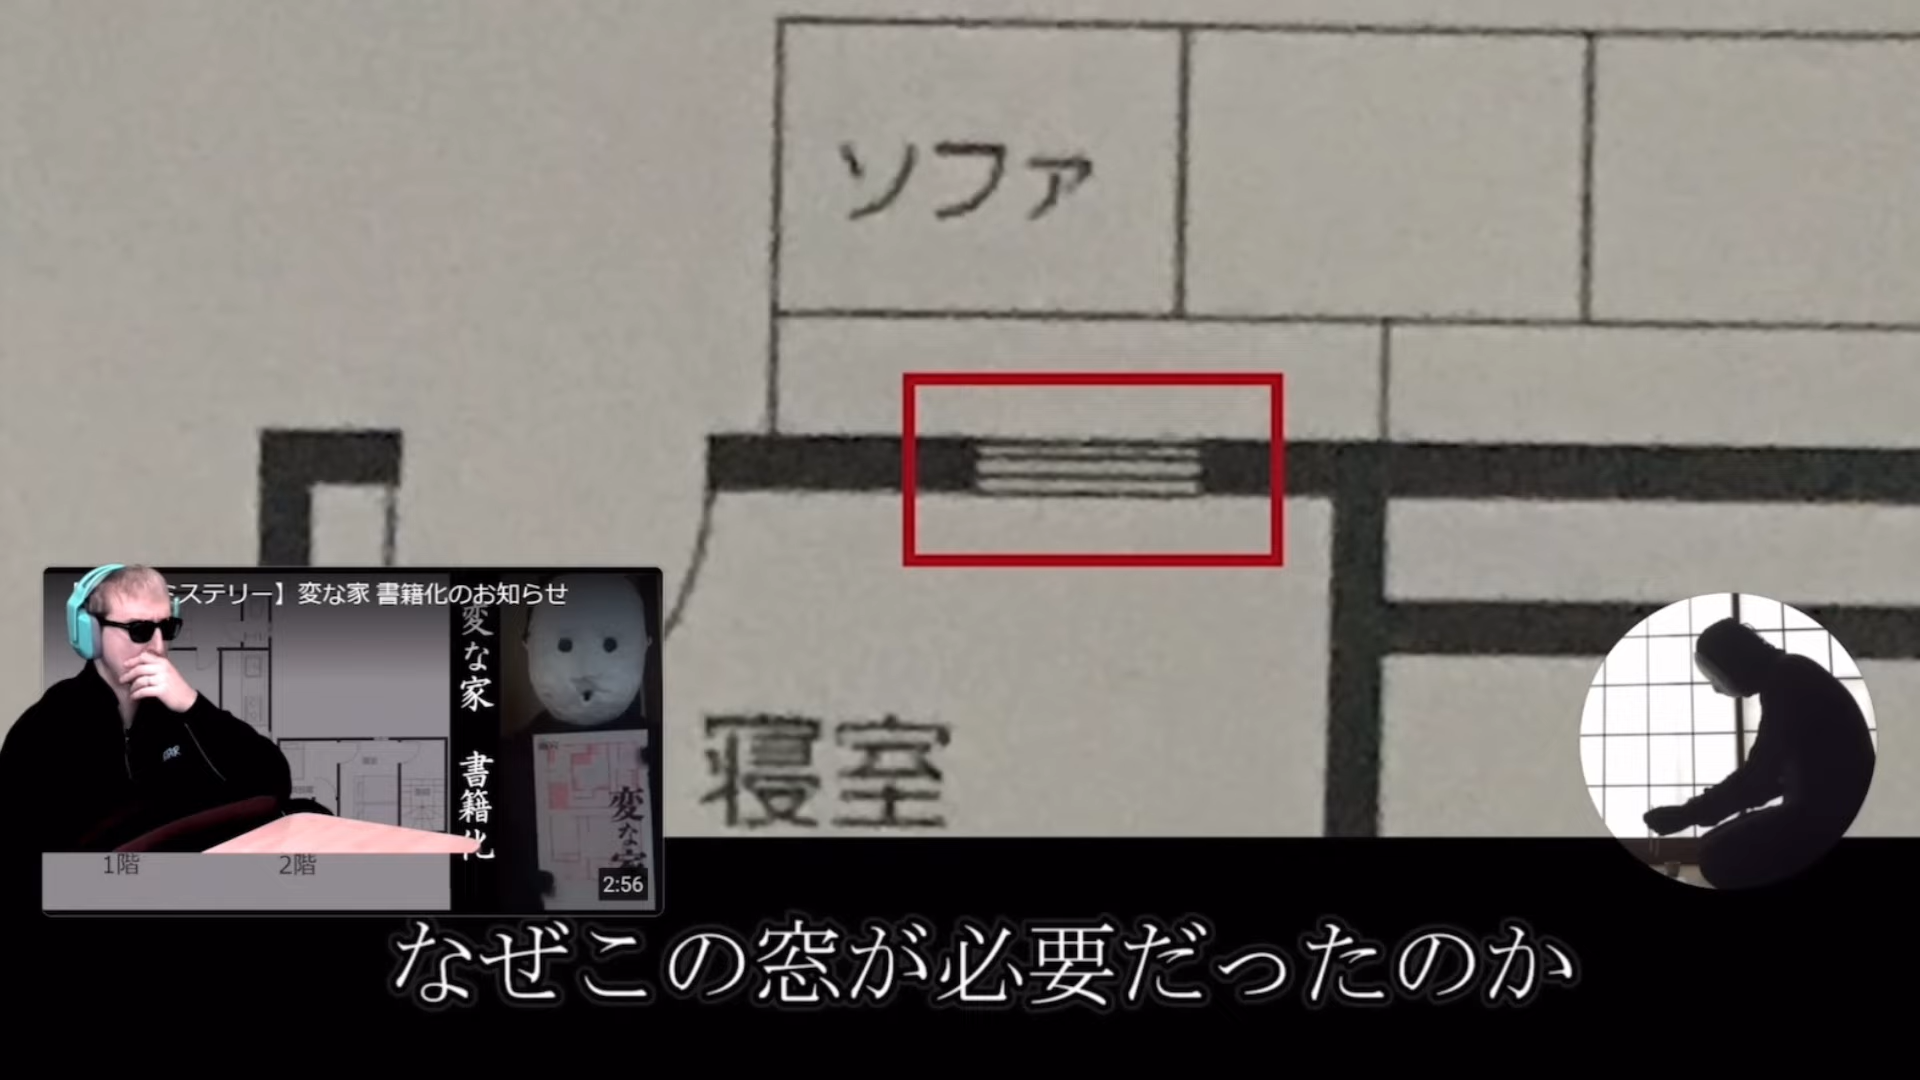 ソファ
ステリー】変な家 書籍化のお知らせ
変な家 書籍化
変な家
寝室
1階
2階
2:56
なぜこの窓が必要だったのか